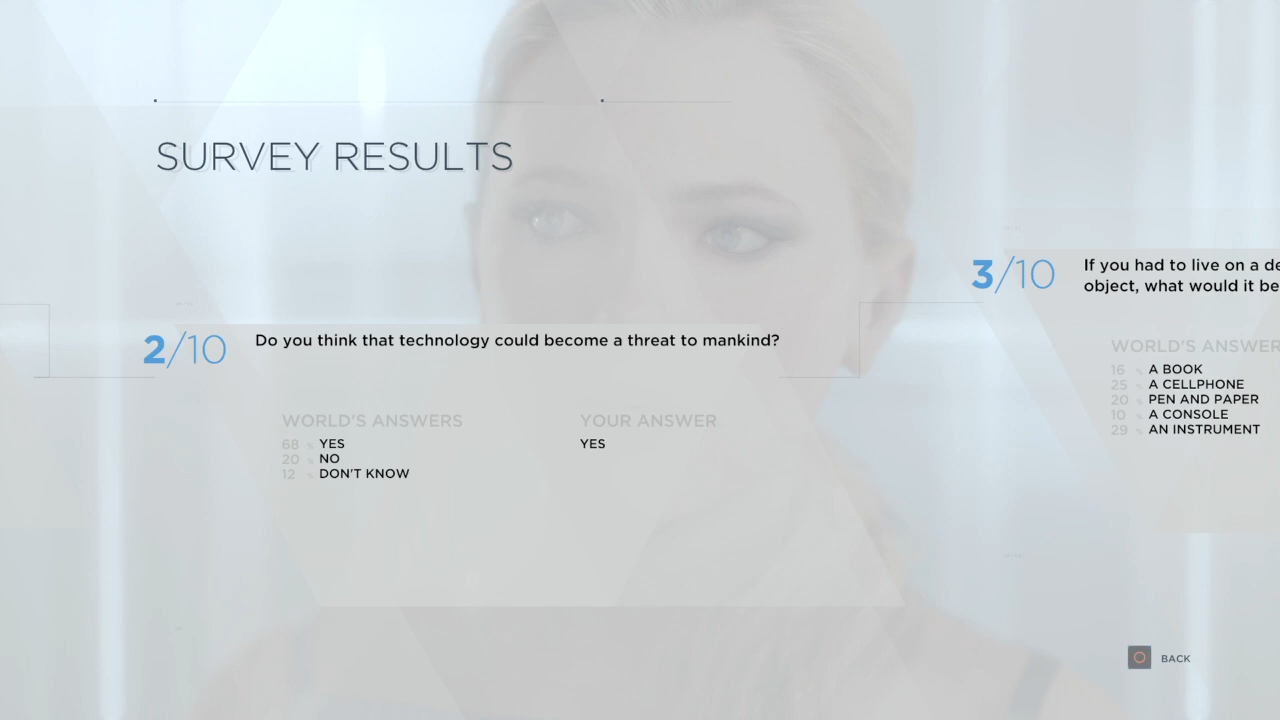 SURVEY RESULTS
2/10
Do you think that technology could become a threat to mankind?
WORLD'S ANSWERS
68 % YES
20 % NO
12 % DON'T KNOW
YOUR ANSWER
YES
3/10
If you had to live on a de
object, what would it be
WORLD'S ANSWER
16 % A BOOK
25 % A CELLPHONE
20 % PEN AND PAPER
10 % A CONSOLE
29 % AN INSTRUMENT
BACK